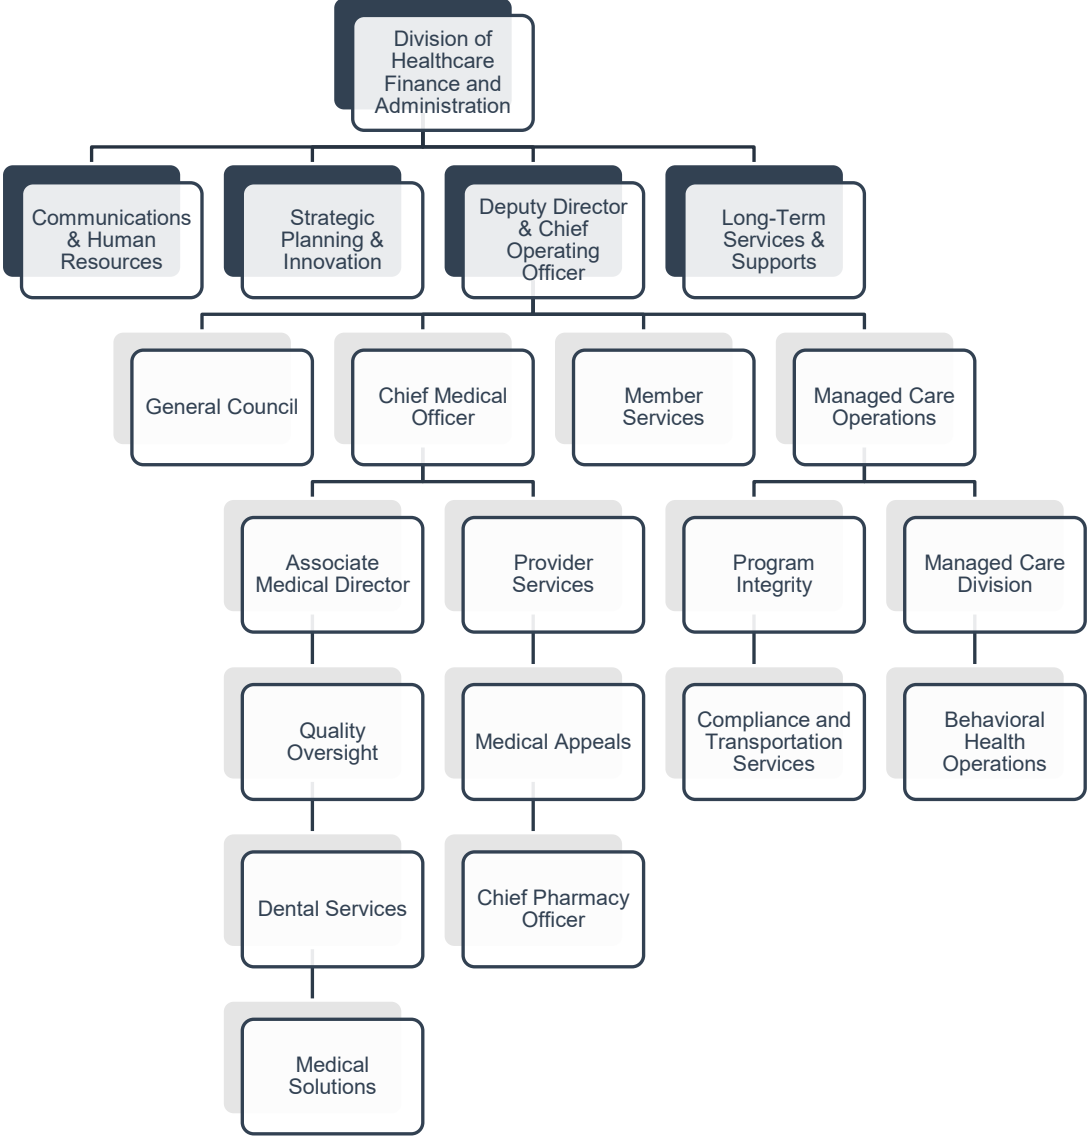 Division of
Healthcare
Finance and
Administration
Communications
& Human
Resources
Strategic
Planning &
Innovation
Deputy Director
& Chief
Operating
Officer
Long-Term
Services &
Supports
General Council
Chief Medical
Officer
Member
Services
Managed Care
Operations
Associate
Medical Director
Provider
Services
Program
Integrity
Managed Care
Division
Quality
Oversight
Medical Appeals
Compliance and
Transportation
Services
Behavioral
Health
Operations
Dental Services
Chief Pharmacy
Officer
Medical
Solutions